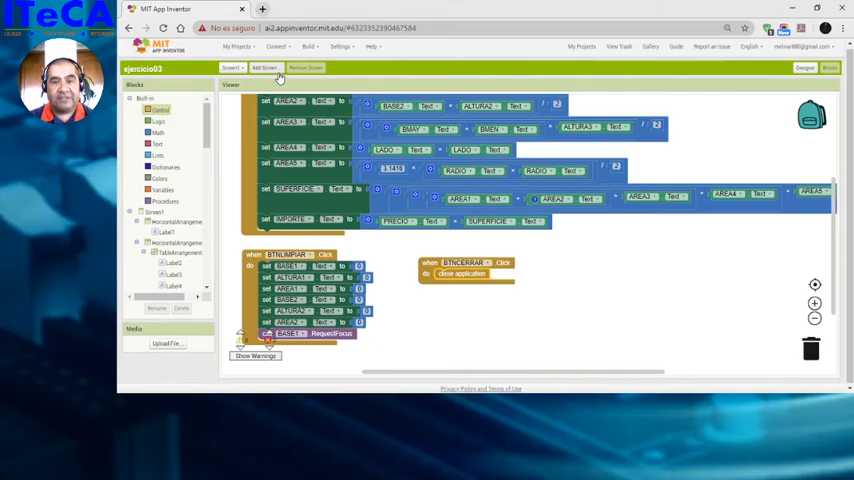 ITeCA
MIT App Inventor
No es seguro | ai2.appinventor.mit.edu/#6323352390467584
MIT
APP INVENTOR
My Projects
Connect
Build
Settings
Help
My Projects
View Trash
Gallery
Guide
Report an Issue
English
ejercicio03
Screen1
Add Screen ...
Remove Screen
Designer
Blocks
Blocks
Viewer
Built-in
Control
Logic
Math
Text
Lists
Dictionaries
Colors
Variables
Procedures
Screen1
HorizontalArrangeme
Label1
HorizontalArrangeme
TableArrangement
Label2
Label3
Label4
Rename
Delete
Media
Upload File...
set AREA2 . Text to BASE2 . Text × ALTURA2 . Text / 2
set AREA3 . Text to BMAY . Text + BMEN . Text × ALTURA3 . Text / 2
set AREA4 . Text to LADO . Text × LADO . Text
set AREA5 . Text to 3.1416 × RADIO . Text × RADIO . Text / 2
set SUPERFICIE . Text to AREA1 . Text + AREA2 . Text + AREA3 . Text + AREA4 . Text + AREA5
set IMPORTE . Text to PRECIO . Text × SUPERFICIE . Text
when BTNLIMPIAR .Click
do set BASE1 . Text to 0
set ALTURA1 . Text to 0
set AREA1 . Text to 0
set BASE2 . Text to 0
set ALTURA2 . Text to 0
set AREA2 . Text to 0
BASE1 .RequestFocus
when BTNCERRAR .Click
do close application
0
Show Warnings
Privacy Policy and Terms of Use